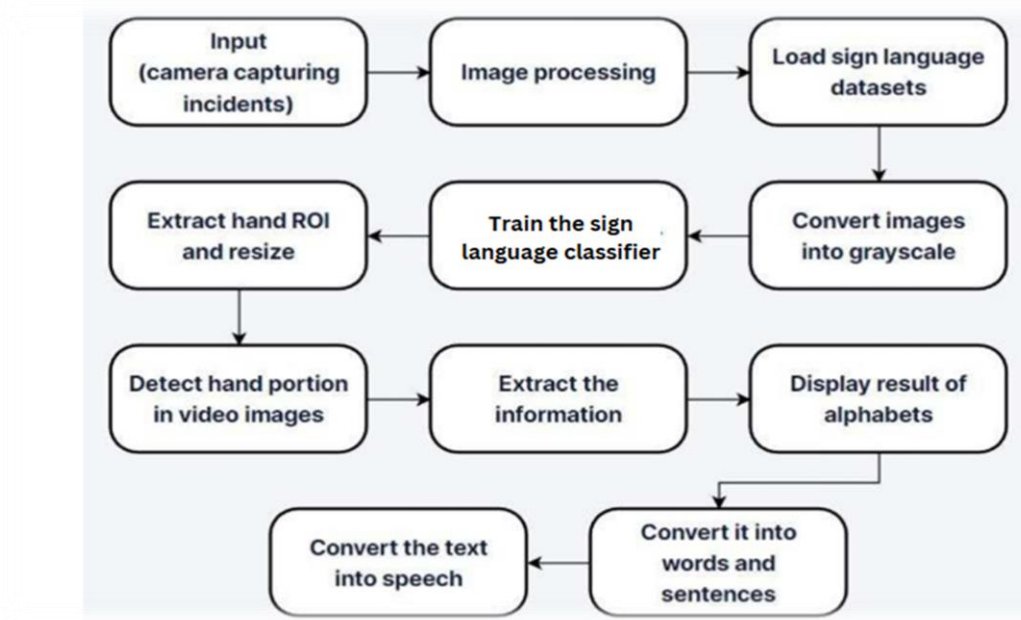 Input
(camera capturing
incidents)
Image processing
Load sign language
datasets
Convert images
into grayscale
Train the sign
language classifier
Extract hand ROI
and resize
Detect hand portion
in video images
Extract the
information
Display result of
alphabets
Convert it into
words and
sentences
Convert the text
into speech